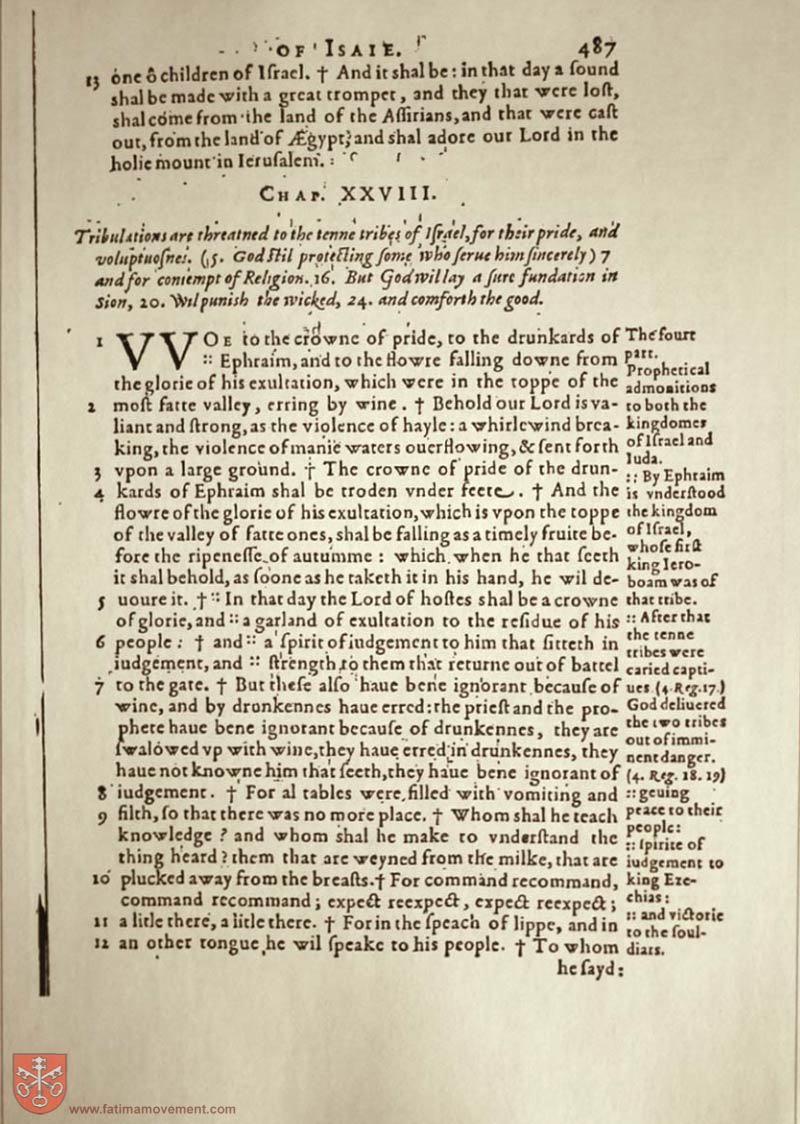 OF ISAIE. 487
13 one ô children of Iſrael. † And it shal be: in that day a ſound
shal be made with a great trompet, and they that were loſt,
shal come from the land of the Aſſirians, and that were caſt
out, from the land of Ægypt, and shal adore our Lord in the
holie mount in Ieruſalem.
CHAP. XXVIII.
Tribulations are threatned to the tenne tribes of Iſrael, for their pride, and
voluptuoſnes. (5. God ſtil protecting ſome who ſerue him ſincerely) 7
and for contempt of Religion. 16. But God wil lay a ſure fundation in
Sion, 20. Wil punish the wicked, 24. and comforth the good.
1 VVOE to the crowne of pride, to the drunkards of
:: Ephraim, and to the flowre falling downe from
the glorie of his exultation, which were in the toppe of the
2 moſt fatte valley, erring by wine. † Behold our Lord is va-
liant and ſtrong, as the violence of hayle: a whirlewind brea-
king, the violence of manie waters ouerflowing, & ſent forth
3 vpon a large ground. † The crowne of pride of the drun-
4 kards of Ephraim shal be troden vnder feete. † And the
flowre of the glorie of his exultation, which is vpon the toppe
of the valley of fatte ones, shal be falling as a timely fruite be-
fore the ripeneſſe of autumme: which when he that ſeeth
it shal behold, as ſoone as he taketh it in his hand, he wil de-
5 uoure it. † :: In that day the Lord of hoſtes shal be a crowne
of glorie, and :: a garland of exultation to the reſidue of his
6 people: † and :: a ſpirit of iudgement to him that ſitteth in
iudgement, and :: ſtrength to them that returne out of battel
7 to the gate. † But theſe alſo haue bene ignorant becauſe of
wine, and by drunkennes haue erred: the prieſt and the pro-
phete haue bene ignorant becauſe of drunkennes, they are
ſwalowed vp with wine, they haue erred in drunkennes, they
haue not knowne him that ſeeth, they haue bene ignorant of
8 iudgement. † For al tables were filled with vomiting and
9 filth, ſo that there was no more place. † Whom shal he teach
knowledge? and whom shal he make to vnderſtand the
thing heard? them that are weyned from the milke, that are
10 plucked away from the breaſts. † For command recommand,
command recommand; expect reexpect, expect reexpect;
11 a litle there, a litle there. † For in the ſpeach of lippe, and in
12 an other tongue he wil ſpeake to his people. † To whom
he ſayd:
The fourt
part.
Prophetical
admonitions
to both the
kingdomes
of Iſrael and
Iuda.
:: By Ephraim
is vnderſtood
the kingdom
of Iſrael,
whoſe firſt
king Iero-
boam was of
that tribe.
:: After that
the tenne
tribes were
caried capti-
ues (4 Reg. 17.)
God deliuered
the two tribes
out of immi-
nent danger.
(4. Reg. 18. 19)
:: geuing
peace to their
people:
:: ſpirite of
iudgement to
king Eze-
chias:
:: and victorie
to the ſoul-
diars.
www.fatimamovement.com